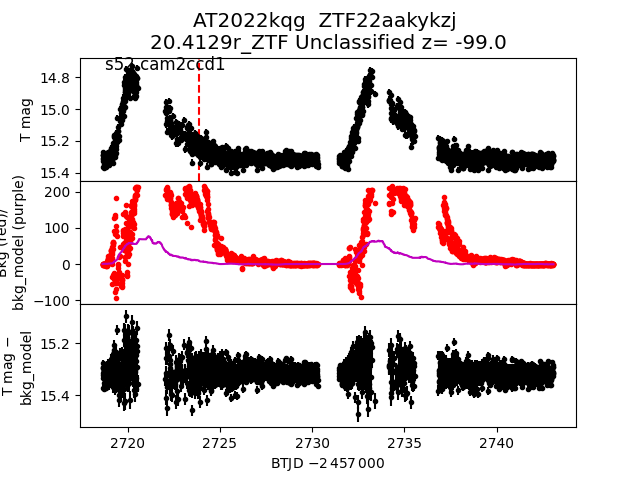 AT2022kqg  ZTF22aakykzj
20.4129r_ZTF Unclassified z= -99.0
s52 cam2ccd1
14.8
15.0
15.2
15.4
T mag
200
100
0
−100
Bkg (red)/
bkg_model (purple)
15.2
15.4
T mag −
bkg_model
2720
2725
2730
2735
2740
BTJD −2 457 000